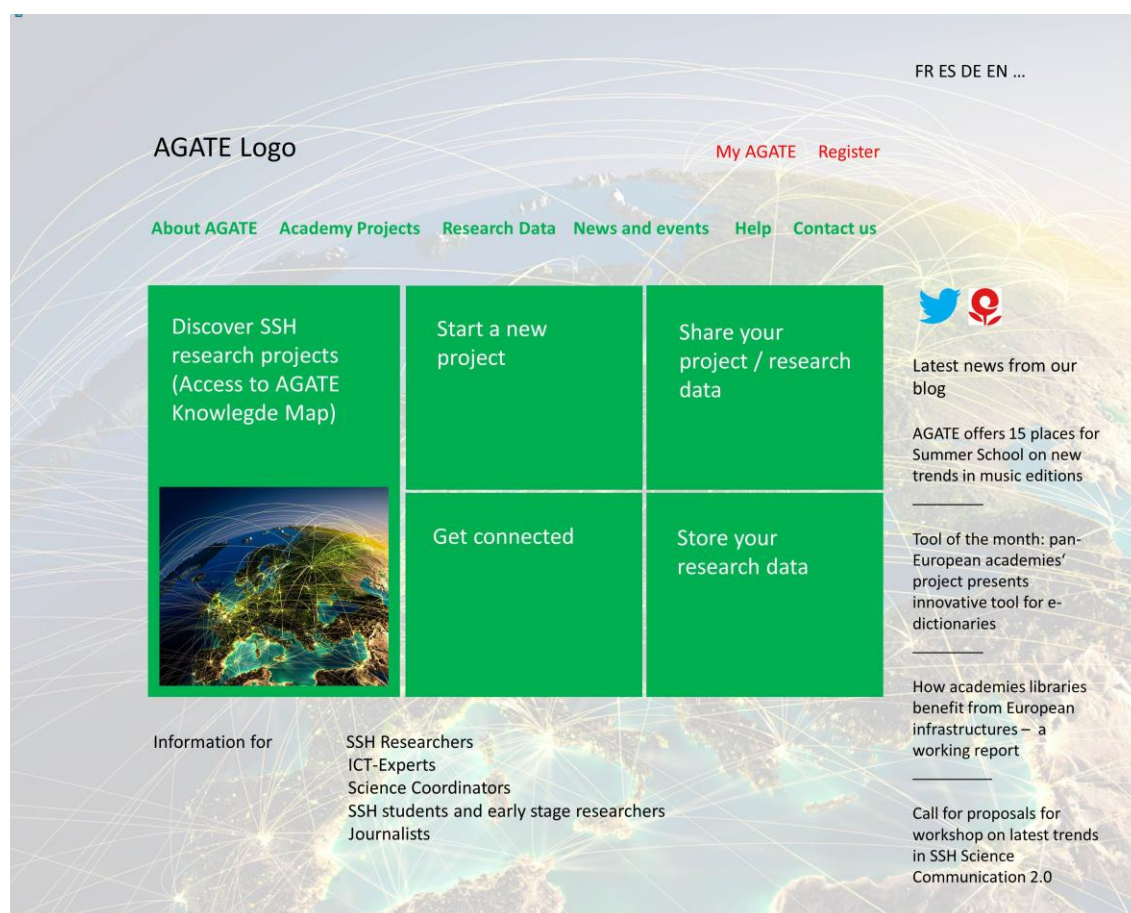 FR ES DE EN ...
AGATE Logo
My AGATE Register
About AGATE Academy Projects Research Data News and events Help Contact us
Discover SSH
research projects
(Access to AGATE
Knowlegde Map)
Start a new
project
Share your
project / research
data
Get connected
Store your
research data
Latest news from our
blog
AGATE offers 15 places for
Summer School on new
trends in music editions
Tool of the month: pan-
European academies‘
project presents
innovative tool for e-
dictionaries
How academies libraries
benefit from European
infrastructures – a
working report
Call for proposals for
workshop on latest trends
in SSH Science
Communication 2.0
Information for
SSH Researchers
ICT-Experts
Science Coordinators
SSH students and early stage researchers
Journalists